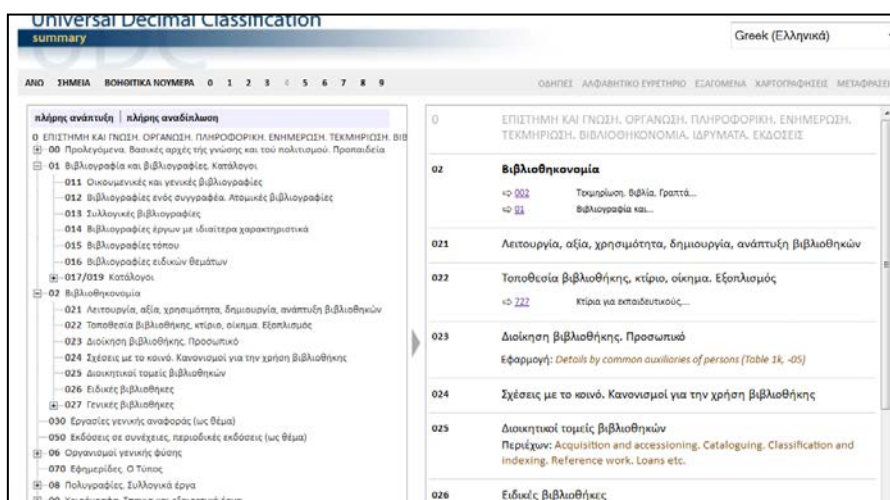 Universal Decimal Classification
summary
Greek (Ελληνικά)
ΑΝΩ ΣΗΜΕΙΑ ΒΟΗΘΙΤΙΚΑ ΝΟΥΜΕΡΑ 0 1 2 3 4 5 6 7 8 9
ΟΔΗΓΙΕΣ ΑΛΦΑΒΗΤΙΚΟ ΕΥΡΕΤΗΡΙΟ ΕΞΑΓΟΜΕΝΑ ΧΑΡΤΟΓΡΑΦΗΣΕΙΣ ΜΕΤΑΦΡΑΣΕΙ
πλήρης ανάπτυξη | πλήρης αναδίπλωση
0 ΕΠΙΣΤΗΜΗ ΚΑΙ ΓΝΩΣΗ. ΟΡΓΑΝΩΣΗ. ΠΛΗΡΟΦΟΡΙΚΗ. ΕΝΗΜΕΡΩΣΗ. ΤΕΚΜΗΡΙΩΣΗ. ΒΙΒ
00 Προλεγόμενα. Βασικές αρχές τής γνώσης και τού πολιτισμού. Προπαιδεία
01 Βιβλιογραφία και βιβλιογραφίες. Κατάλογοι
011 Οικουμενικές και γενικές βιβλιογραφίες
012 Βιβλιογραφίες ενός συγγραφέα. Ατομικές βιβλιογραφίες
013 Συλλογικές βιβλιογραφίες
014 Βιβλιογραφίες έργων με ιδιαίτερα χαρακτηριστικά
015 Βιβλιογραφίες τόπου
016 Βιβλιογραφίες ειδικών θεμάτων
017/019 Κατάλογοι
02 Βιβλιοθηκονομία
021 Λειτουργία, αξία, χρησιμότητα, δημιουργία, ανάπτυξη βιβλιοθηκών
022 Τοποθεσία βιβλιοθήκης, κτίριο, οίκημα. Εξοπλισμός
023 Διοίκηση βιβλιοθήκης. Προσωπικό
024 Σχέσεις με το κοινό. Κανονισμοί για την χρήση βιβλιοθήκης
025 Διοικητικοί τομείς βιβλιοθηκών
026 Ειδικές βιβλιοθήκες
027 Γενικές βιβλιοθήκες
030 Εργασίες γενικής αναφοράς (ως θέμα)
050 Εκδόσεις σε συνέχειες, περιοδικές εκδόσεις (ως θέμα)
06 Οργανισμοί γενικής φύσης
070 Εφημερίδες. Ο Τύπος
08 Πολυγραφίες. Συλλογικά έργα
0 ΕΠΙΣΤΗΜΗ ΚΑΙ ΓΝΩΣΗ. ΟΡΓΑΝΩΣΗ. ΠΛΗΡΟΦΟΡΙΚΗ. ΕΝΗΜΕΡΩΣΗ.
ΤΕΚΜΗΡΙΩΣΗ. ΒΙΒΛΙΟΘΗΚΟΝΟΜΙΑ. ΙΔΡΥΜΑΤΑ. ΕΚΔΟΣΕΙΣ
02 Βιβλιοθηκονομία
⇨ 002 Τεκμηρίωση. Βιβλία. Γραπτά...
⇨ 01 Βιβλιογραφία και...
021 Λειτουργία, αξία, χρησιμότητα, δημιουργία, ανάπτυξη βιβλιοθηκών
022 Τοποθεσία βιβλιοθήκης, κτίριο, οίκημα. Εξοπλισμός
⇨ 727 Κτίρια για εκπαιδευτικούς,...
023 Διοίκηση βιβλιοθήκης. Προσωπικό
Εφαρμογή: Details by common auxiliaries of persons (Table 1k, -05)
024 Σχέσεις με το κοινό. Κανονισμοί για την χρήση βιβλιοθήκης
025 Διοικητικοί τομείς βιβλιοθηκών
Περιέχων: Acquisition and accessioning. Cataloguing. Classification and
indexing. Reference work. Loans etc.
026 Ειδικές βιβλιοθήκες